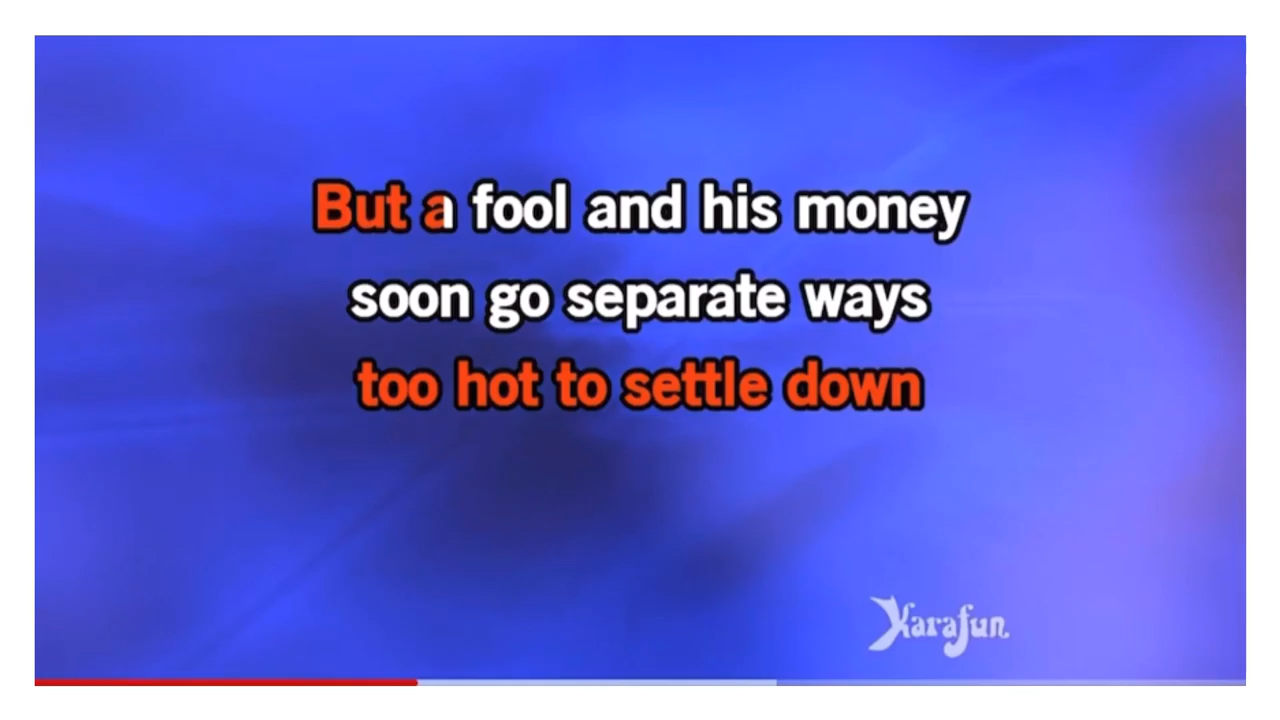 But a fool and his money
soon go separate ways
too hot to settle down
Karafun